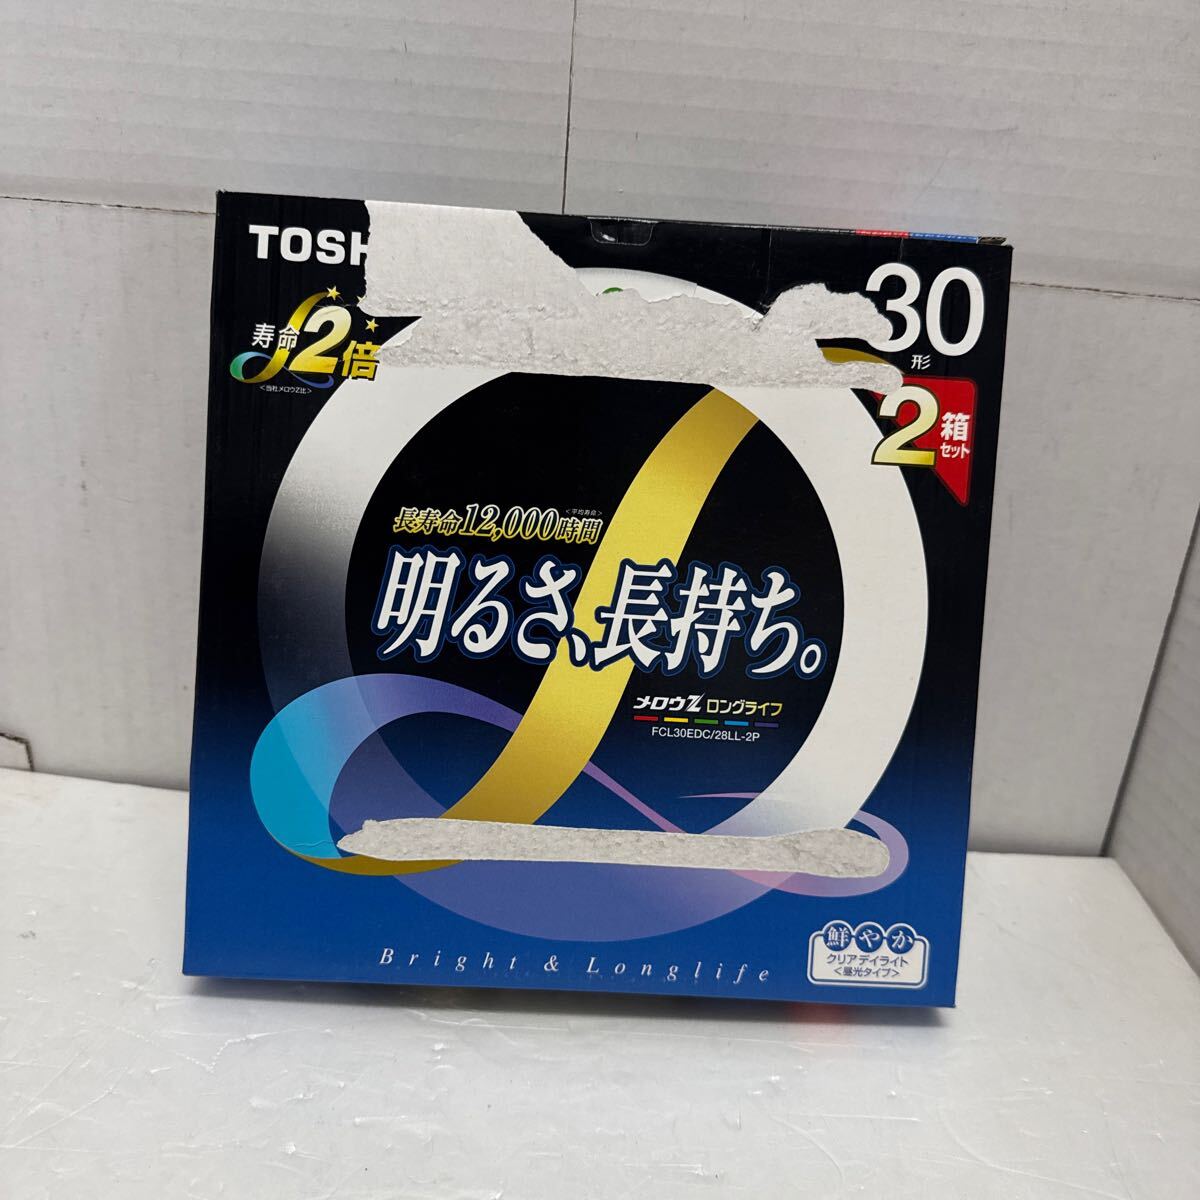 TOSH
30
形
寿命2倍
<当社メロウZ比>
2箱
セット
長寿命12,000時間
<平均寿命>
明るさ、長持ち。
メロウZ ロングライフ
FCL30EDC/28LL-2P
Bright & Longlife
鮮やか
クリアデイライト
<昼光タイプ>